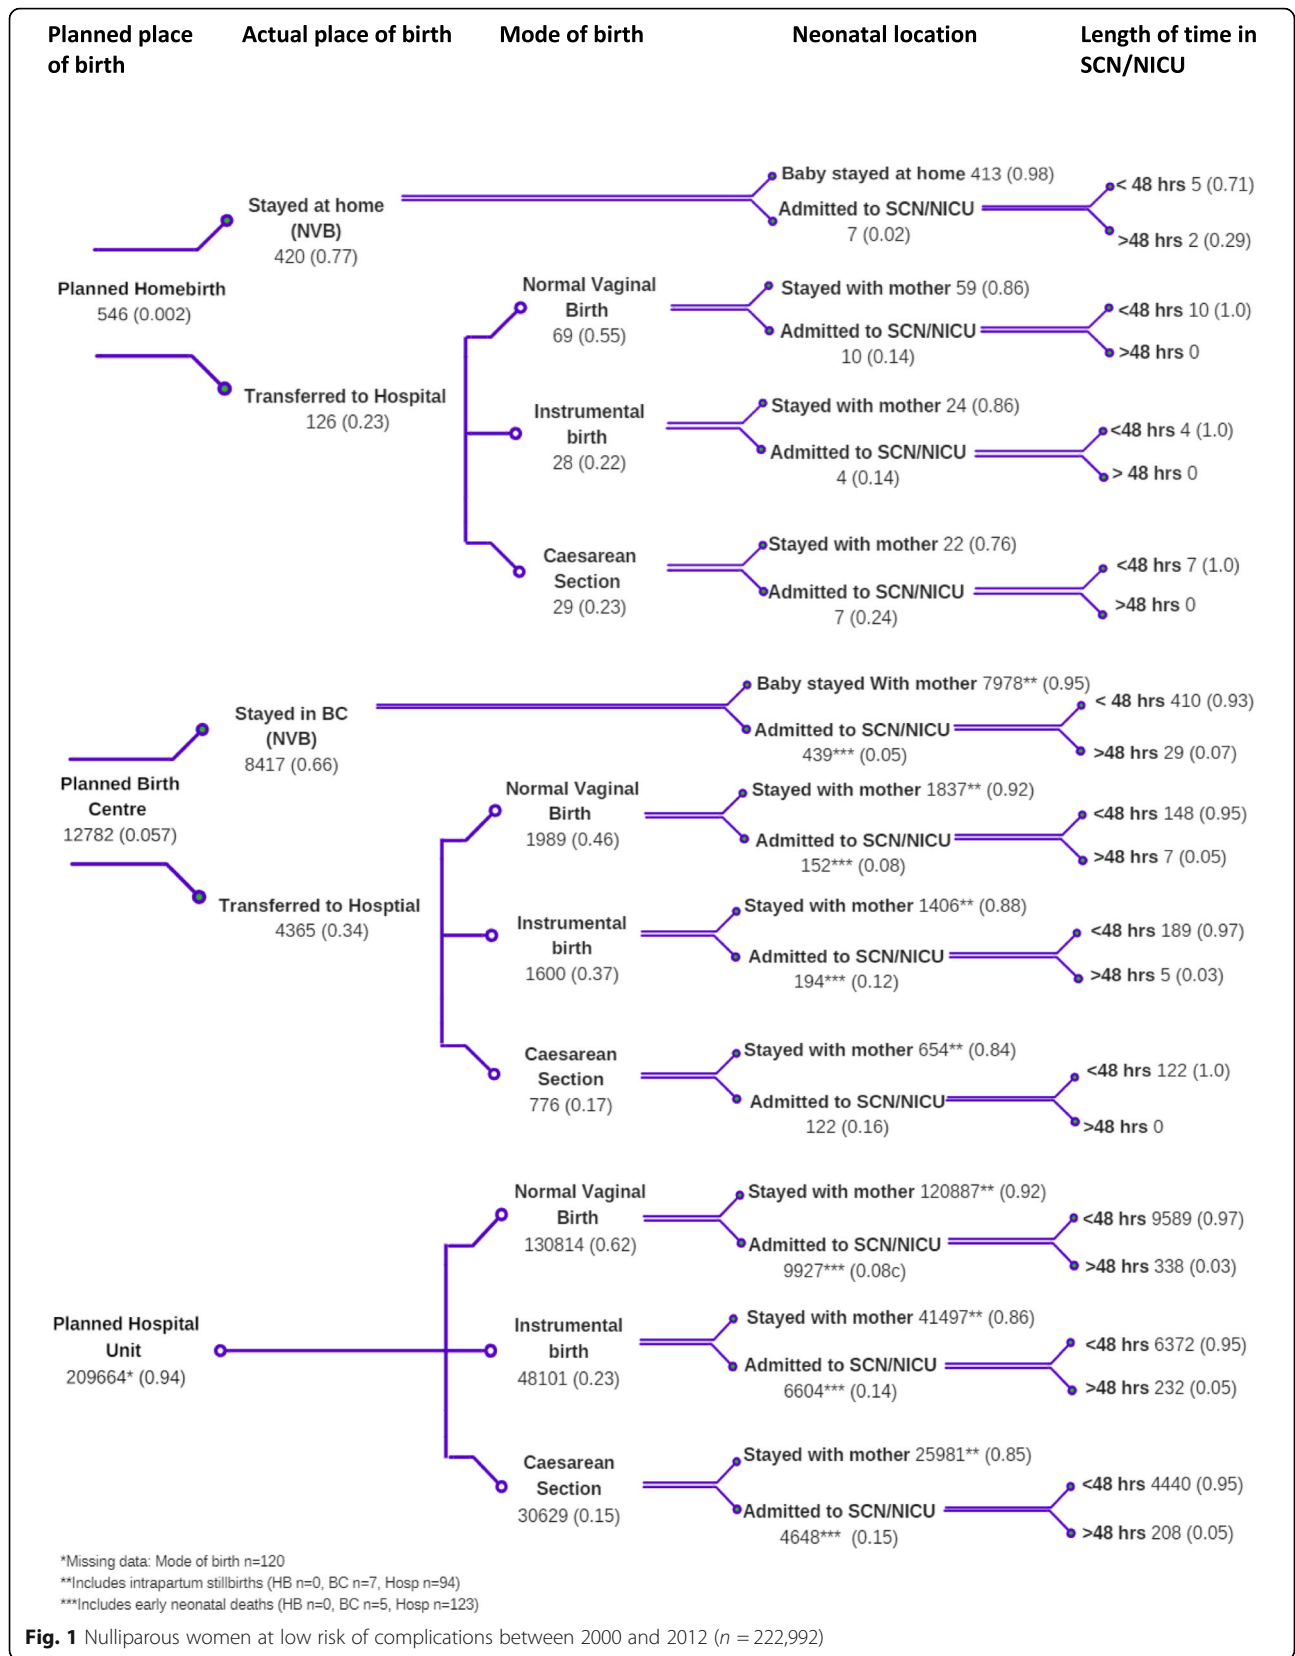 Planned place
of birth
Actual place of birth
Mode of birth
Neonatal location
Length of time in
SCN/NICU
Planned Homebirth
546 (0.002)
Stayed at home
(NVB)
420 (0.77)
Baby stayed at home 413 (0.98)
Admitted to SCN/NICU
7 (0.02)
< 48 hrs 5 (0.71)
>48 hrs 2 (0.29)
Transferred to Hospital
126 (0.23)
Normal Vaginal
Birth
69 (0.55)
Stayed with mother 59 (0.86)
Admitted to SCN/NICU
10 (0.14)
<48 hrs 10 (1.0)
>48 hrs 0
Instrumental
birth
28 (0.22)
Stayed with mother 24 (0.86)
Admitted to SCN/NICU
4 (0.14)
<48 hrs 4 (1.0)
> 48 hrs 0
Caesarean
Section
29 (0.23)
Stayed with mother 22 (0.76)
Admitted to SCN/NICU
7 (0.24)
<48 hrs 7 (1.0)
>48 hrs 0
Planned Birth
Centre
12782 (0.057)
Stayed in BC
(NVB)
8417 (0.66)
Baby stayed With mother 7978** (0.95)
Admitted to SCN/NICU
439*** (0.05)
< 48 hrs 410 (0.93)
>48 hrs 29 (0.07)
Transferred to Hosptial
4365 (0.34)
Normal Vaginal
Birth
1989 (0.46)
Stayed with mother 1837** (0.92)
Admitted to SCN/NICU
152*** (0.08)
<48 hrs 148 (0.95)
>48 hrs 7 (0.05)
Instrumental
birth
1600 (0.37)
Stayed with mother 1406** (0.88)
Admitted to SCN/NICU
194*** (0.12)
<48 hrs 189 (0.97)
>48 hrs 5 (0.03)
Caesarean
Section
776 (0.17)
Stayed with mother 654** (0.84)
Admitted to SCN/NICU
122 (0.16)
<48 hrs 122 (1.0)
>48 hrs 0
Planned Hospital
Unit
209664* (0.94)
Normal Vaginal
Birth
130814 (0.62)
Stayed with mother 120887** (0.92)
Admitted to SCN/NICU
9927*** (0.08c)
<48 hrs 9589 (0.97)
>48 hrs 338 (0.03)
Instrumental
birth
48101 (0.23)
Stayed with mother 41497** (0.86)
Admitted to SCN/NICU
6604*** (0.14)
<48 hrs 6372 (0.95)
>48 hrs 232 (0.05)
Caesarean
Section
30629 (0.15)
Stayed with mother 25981** (0.85)
Admitted to SCN/NICU
4648*** (0.15)
<48 hrs 4440 (0.95)
>48 hrs 208 (0.05)
*Missing data: Mode of birth n=120
**Includes intrapartum stillbirths (HB n=0, BC n=7, Hosp n=94)
***Includes early neonatal deaths (HB n=0, BC n=5, Hosp n=123)
Fig. 1 Nulliparous women at low risk of complications between 2000 and 2012 (n = 222,992)